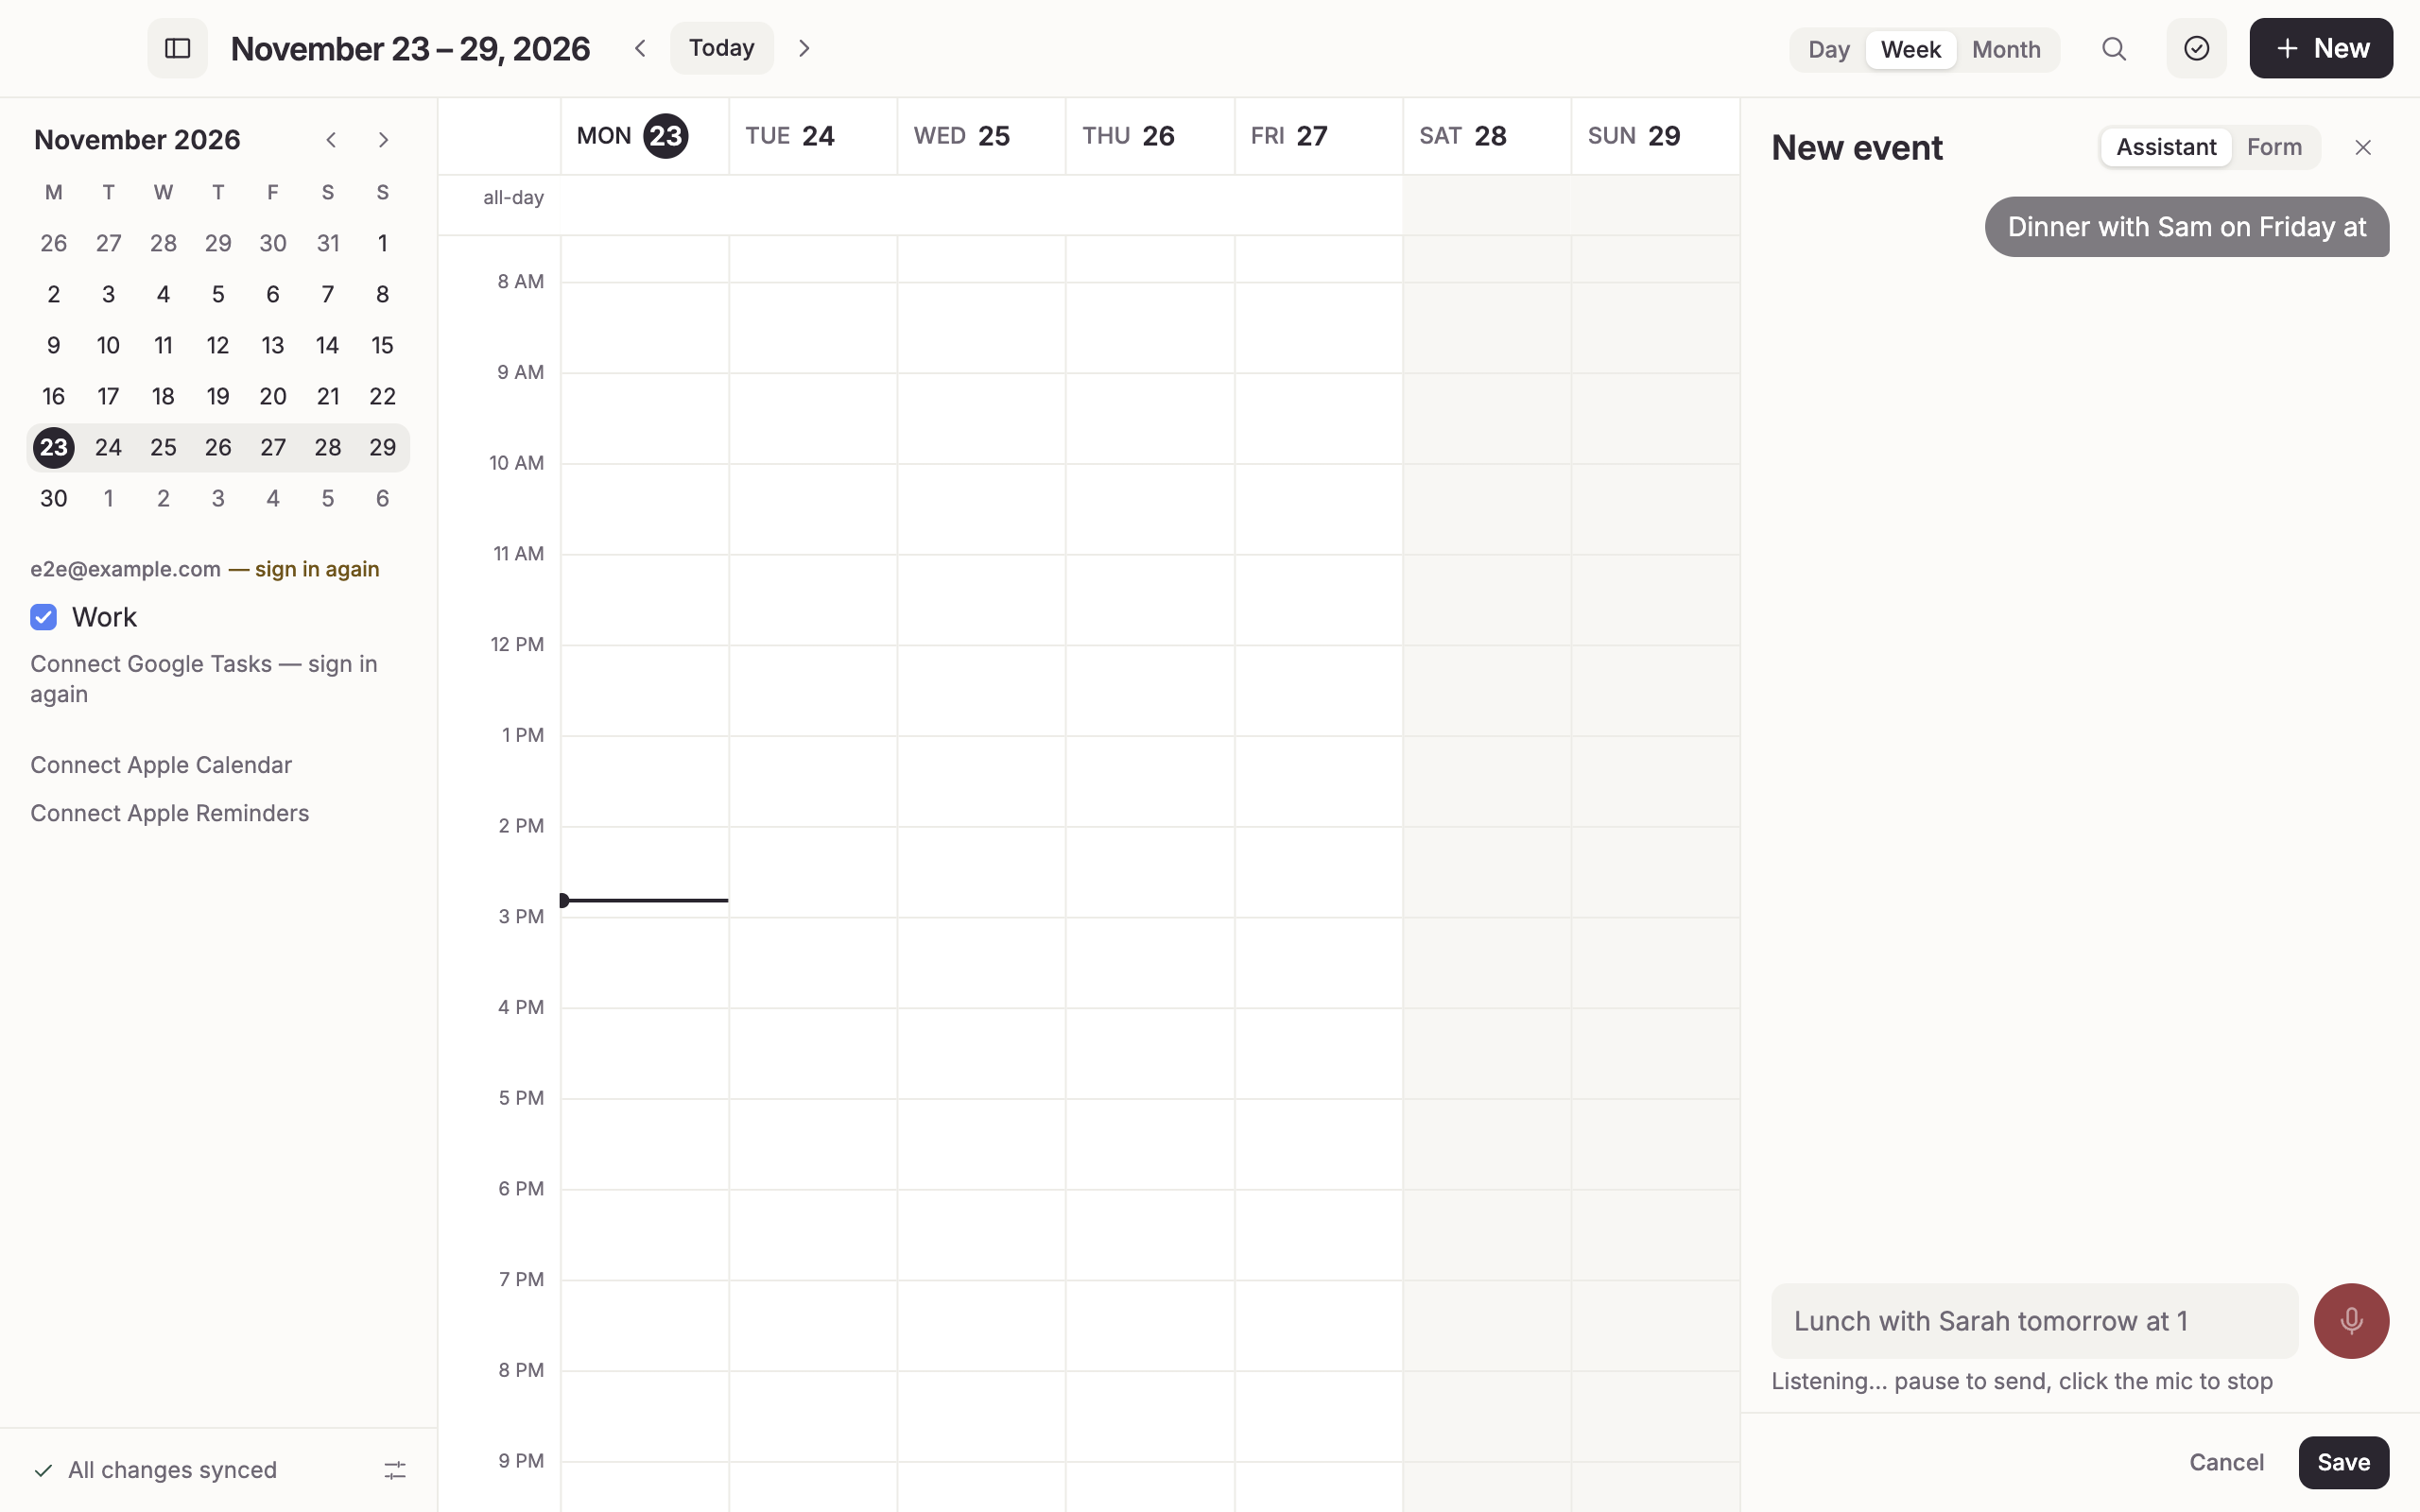 November 23 – 29, 2026
Today
Day Week Month
New
November 2026
M T W T F S S
26 27 28 29 30 31 1
2 3 4 5 6 7 8
9 10 11 12 13 14 15
16 17 18 19 20 21 22
23 24 25 26 27 28 29
30 1 2 3 4 5 6
e2e@example.com — sign in again
Work
Connect Google Tasks — sign in
again
Connect Apple Calendar
Connect Apple Reminders
All changes synced
MON 23 TUE 24 WED 25 THU 26 FRI 27 SAT 28 SUN 29
all-day
8 AM
9 AM
10 AM
11 AM
12 PM
1 PM
2 PM
3 PM
4 PM
5 PM
6 PM
7 PM
8 PM
9 PM
New event
Assistant Form
Dinner with Sam on Friday at
Lunch with Sarah tomorrow at 1
Listening... pause to send, click the mic to stop
Cancel Save